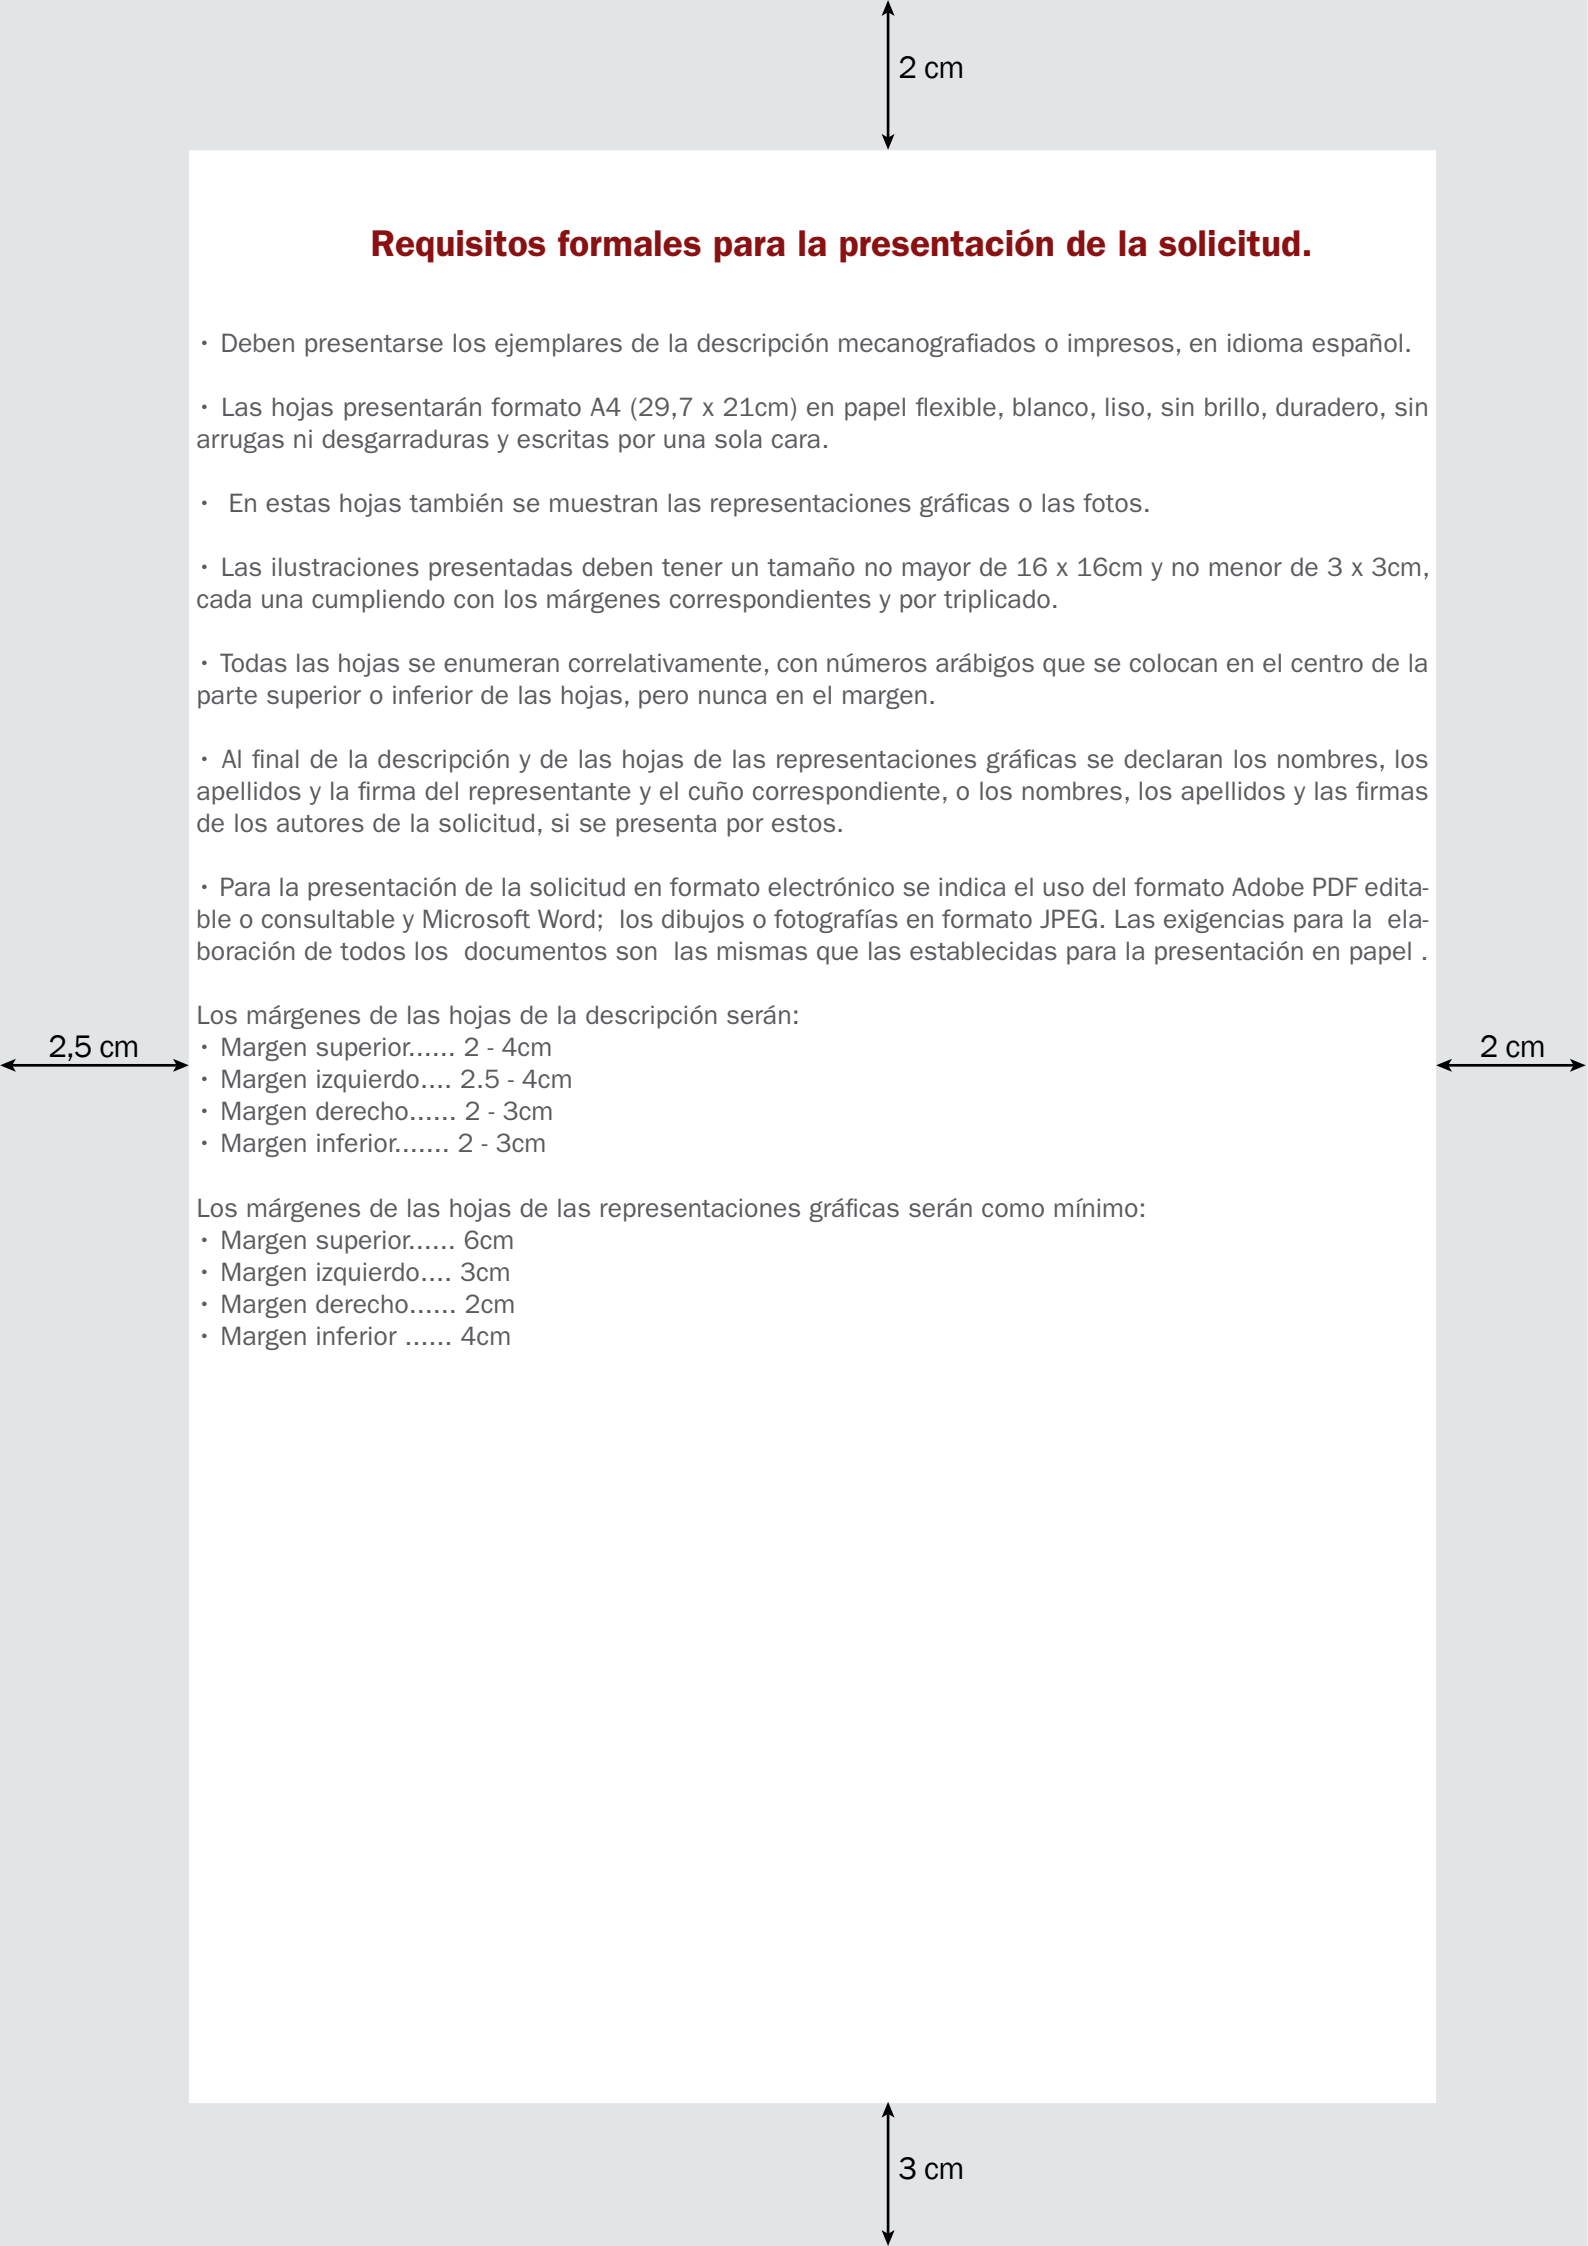 2 cm
Requisitos formales para la presentación de la solicitud.
• Deben presentarse los ejemplares de la descripción mecanografiados o impresos, en idioma español.
• Las hojas presentarán formato A4 (29,7 x 21cm) en papel flexible, blanco, liso, sin brillo, duradero, sin
arrugas ni desgarraduras y escritas por una sola cara.
• En estas hojas también se muestran las representaciones gráficas o las fotos.
• Las ilustraciones presentadas deben tener un tamaño no mayor de 16 x 16cm y no menor de 3 x 3cm,
cada una cumpliendo con los márgenes correspondientes y por triplicado.
• Todas las hojas se enumeran correlativamente, con números arábigos que se colocan en el centro de la
parte superior o inferior de las hojas, pero nunca en el margen.
• Al final de la descripción y de las hojas de las representaciones gráficas se declaran los nombres, los
apellidos y la firma del representante y el cuño correspondiente, o los nombres, los apellidos y las firmas
de los autores de la solicitud, si se presenta por estos.
• Para la presentación de la solicitud en formato electrónico se indica el uso del formato Adobe PDF edita-
ble o consultable y Microsoft Word; los dibujos o fotografías en formato JPEG. Las exigencias para la ela-
boración de todos los documentos son las mismas que las establecidas para la presentación en papel .
Los márgenes de las hojas de la descripción serán:
• Margen superior...... 2 - 4cm
2,5 cm
2 cm
• Margen izquierdo.... 2.5 - 4cm
• Margen derecho...... 2 - 3cm
• Margen inferior....... 2 - 3cm
Los márgenes de las hojas de las representaciones gráficas serán como mínimo:
• Margen superior...... 6cm
• Margen izquierdo.... 3cm
• Margen derecho...... 2cm
• Margen inferior ...... 4cm
3 cm